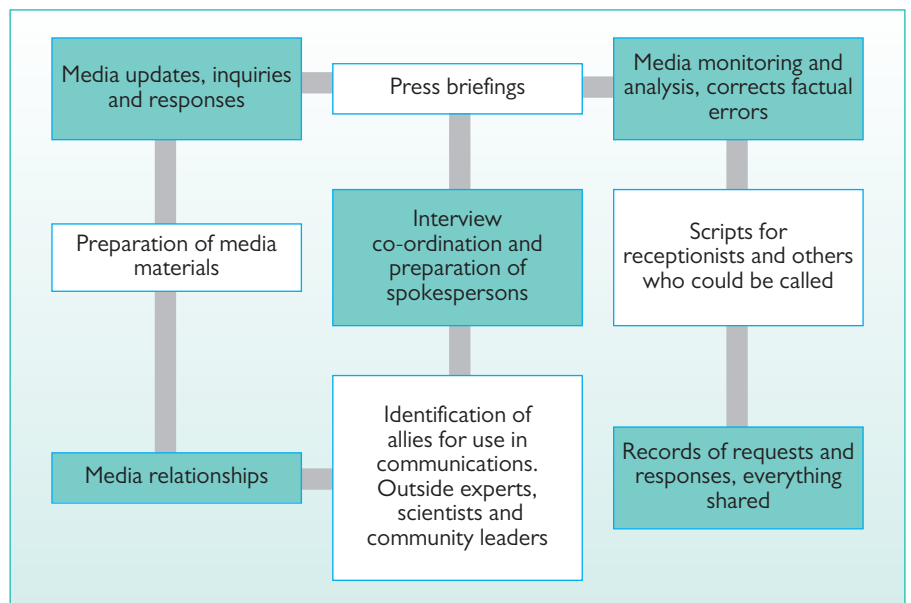 Media updates, inquiries
and responses
Press briefings
Media monitoring and
analysis, corrects factual
errors
Preparation of media
materials
Interview
co-ordination and
preparation of
spokespersons
Scripts for
receptionists and others
who could be called
Media relationships
Identification of
allies for use in
communications.
Outside experts,
scientists and
community leaders
Records of requests and
responses, everything
shared